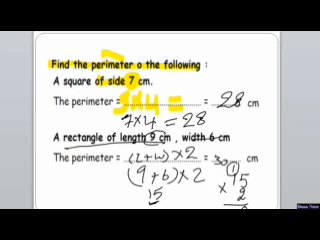 Find the perimeter o the following :
A square of side 7 cm.
The perimeter = ........................ = 28 cm
7×4 = 28
A rectangle of length 9 cm , width 6 cm
The perimeter = (L+w)×2 = 30 cm
(9+6)×2
15
1
15
× 2